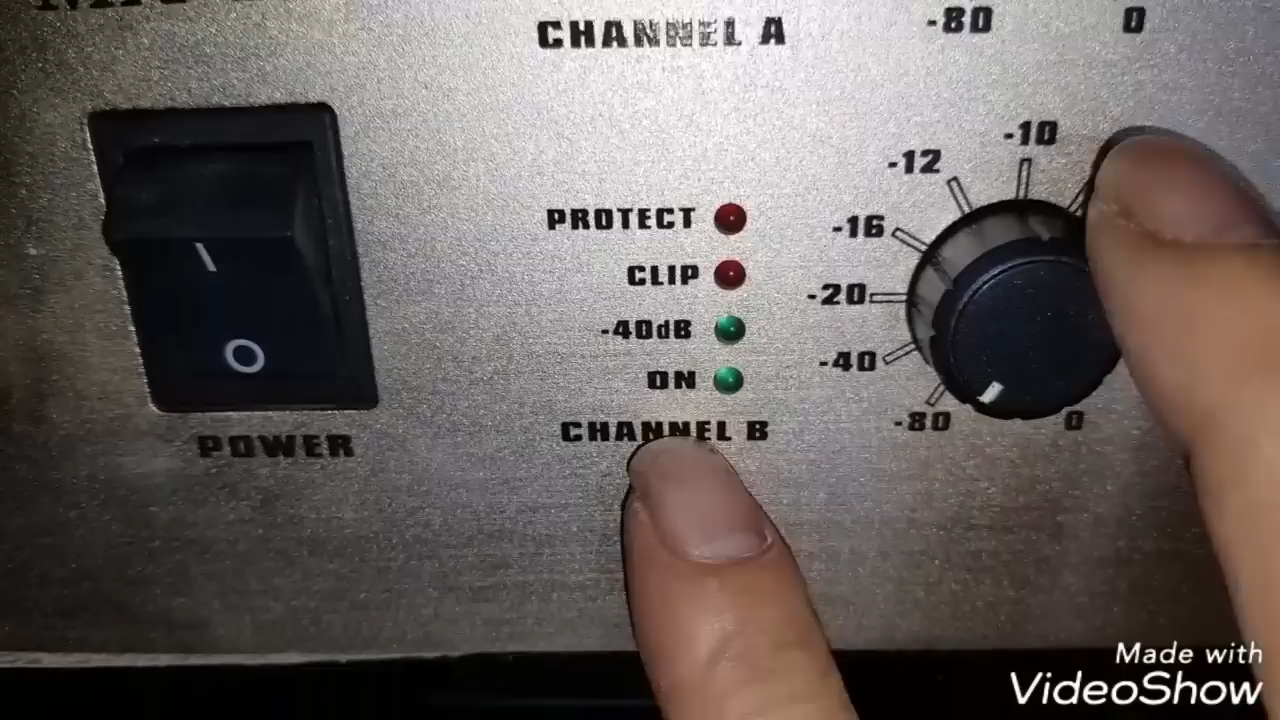 CHANNEL A
-80 0
-10
-12
PROTECT
-16
CLIP
-20
-40dB
-40
ON
-80 0
CHANNEL B
POWER
Made with
VideoShow